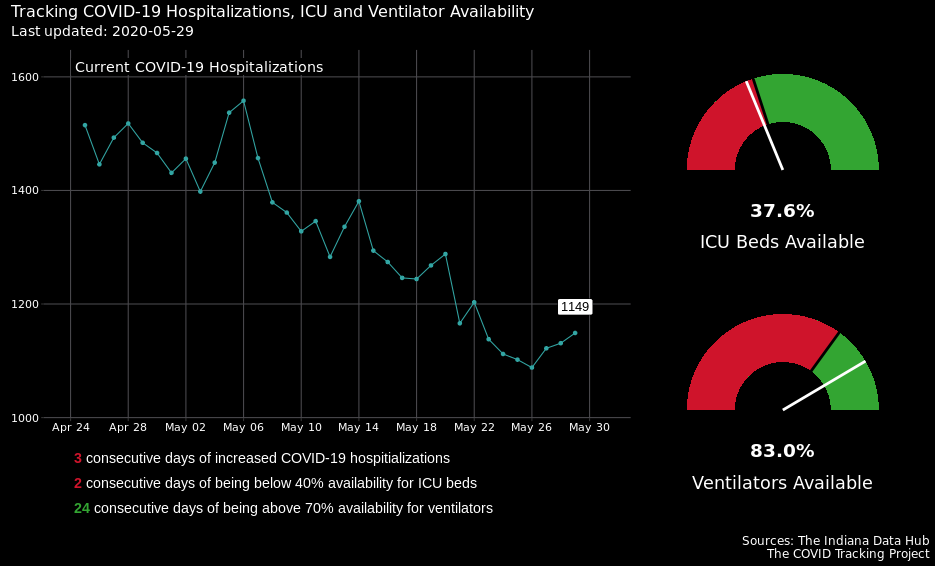 Tracking COVID-19 Hospitalizations, ICU and Ventilator Availability
Last updated: 2020-05-29
Current COVID-19 Hospitalizations
1600
1400
1200
1000
1149
Apr 24 Apr 28 May 02 May 06 May 10 May 14 May 18 May 22 May 26 May 30
3 consecutive days of increased COVID-19 hospitializations
2 consecutive days of being below 40% availability for ICU beds
24 consecutive days of being above 70% availability for ventilators
37.6%
ICU Beds Available
83.0%
Ventilators Available
Sources: The Indiana Data Hub
The COVID Tracking Project